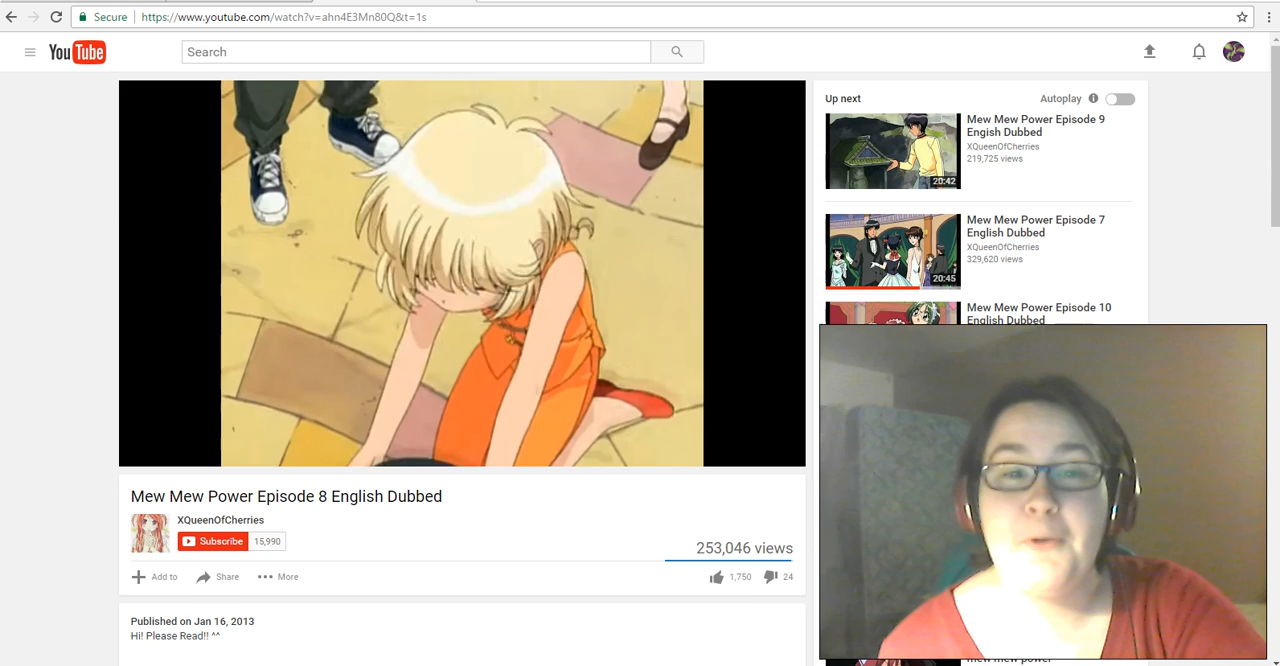 Secure | https://www.youtube.com/watch?v=ahn4E3Mn80Q&t=1s
YouTube
Search
Up next
Autoplay
Mew Mew Power Episode 9
Engish Dubbed
XQueenOfCherries
219,725 views
20:42
Mew Mew Power Episode 7
English Dubbed
XQueenOfCherries
329,620 views
20:45
Mew Mew Power Episode 10
English Dubbed
Mew Mew Power Episode 8 English Dubbed
XQueenOfCherries
Subscribe 15,990
253,046 views
Add to Share More
1,750 24
Published on Jan 16, 2013
Hi! Please Read!! ^^
mew mew power